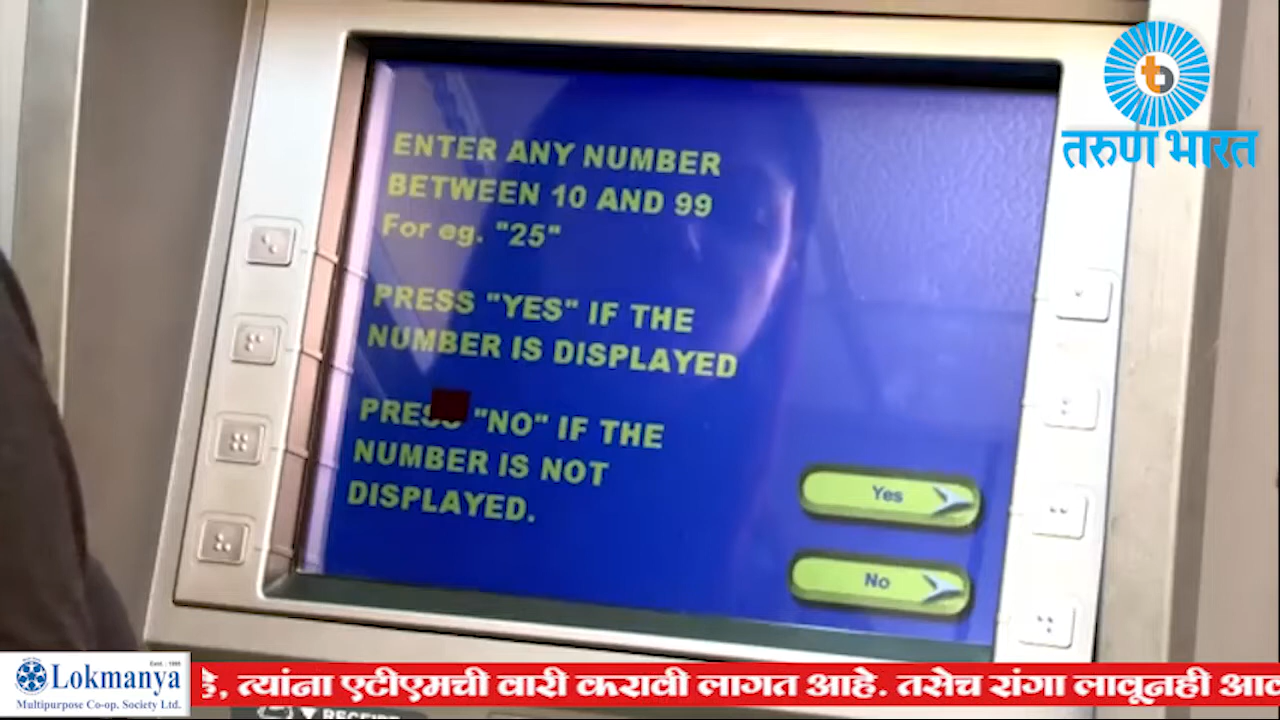 ENTER ANY NUMBER
BETWEEN 10 AND 99
For eg. "25"
PRESS "YES" IF THE
NUMBER IS DISPLAYED
PRESS "NO" IF THE
NUMBER IS NOT
DISPLAYED.
Yes
No
तरुण भारत
Estd. : 1995
Lokmanya
Multipurpose Co-op. Society Ltd.
त्यांना एटीएमची वारी करावी लागत आहे. तसेच रांगा लावूनही